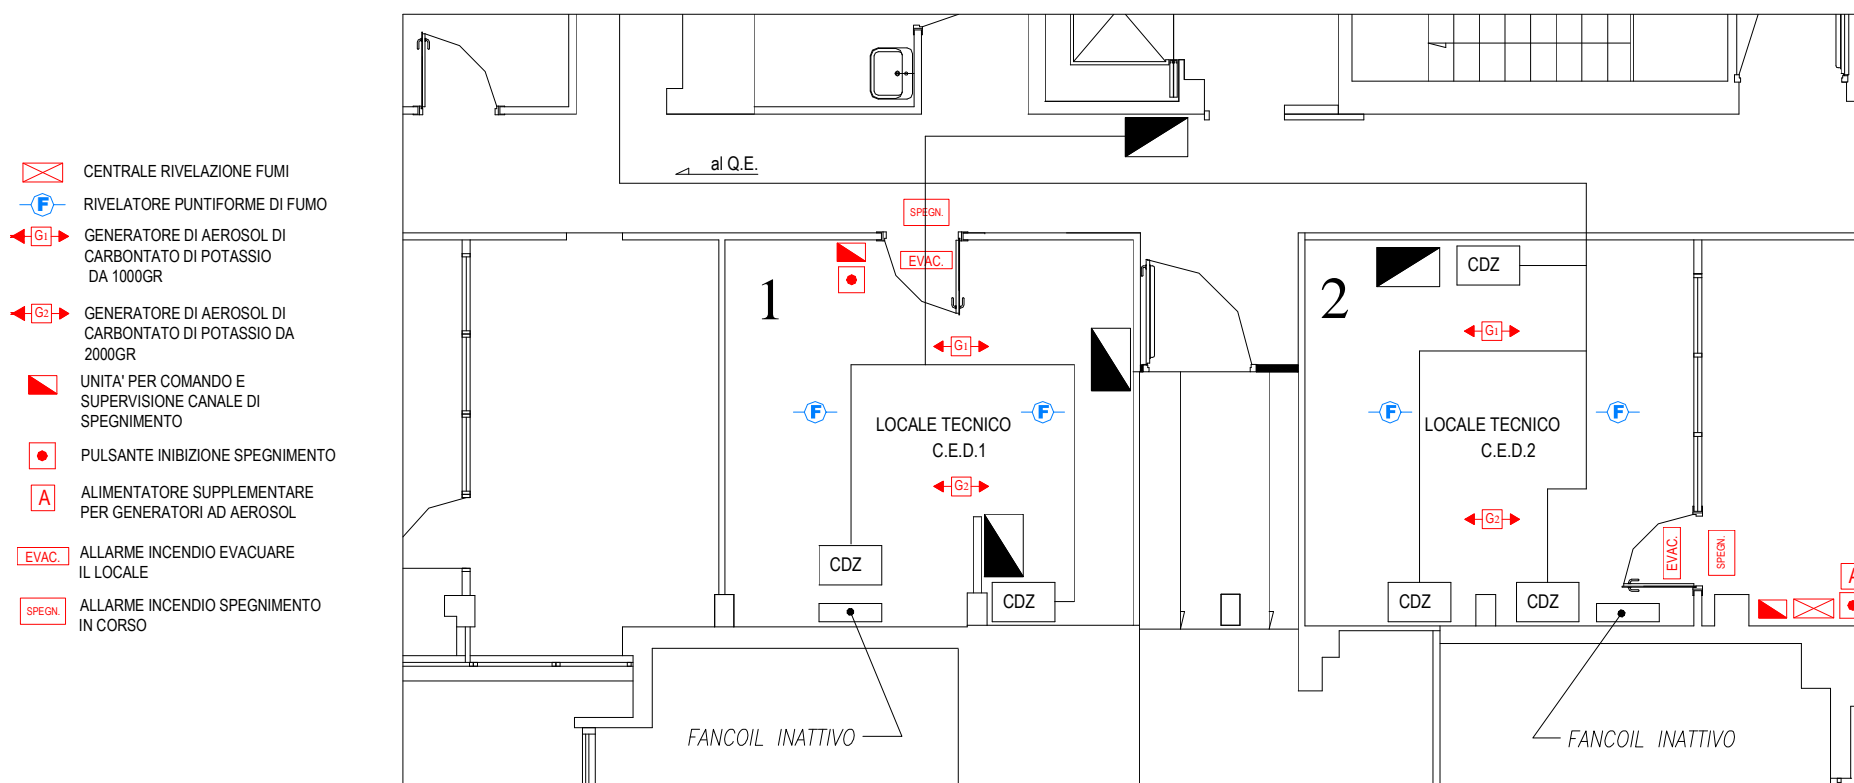 CENTRALE RIVELAZIONE FUMI
F
RIVELATORE PUNTIFORME DI FUMO
G1
GENERATORE DI AEROSOL DI
CARBONTATO DI POTASSIO
DA 1000GR
G2
GENERATORE DI AEROSOL DI
CARBONTATO DI POTASSIO DA
2000GR
UNITA' PER COMANDO E
SUPERVISIONE CANALE DI
SPEGNIMENTO
PULSANTE INIBIZIONE SPEGNIMENTO
A
ALIMENTATORE SUPPLEMENTARE
PER GENERATORI AD AEROSOL
EVAC.
ALLARME INCENDIO EVACUARE
IL LOCALE
SPEGN.
ALLARME INCENDIO SPEGNIMENTO
IN CORSO
al Q.E.
SPEGN.
EVAC.
1
G1
F
F
LOCALE TECNICO
C.E.D.1
G2
CDZ
CDZ
FANCOIL INATTIVO
2
CDZ
G1
F
F
LOCALE TECNICO
C.E.D.2
G2
EVAC.
SPEGN.
A
CDZ
CDZ
FANCOIL INATTIVO